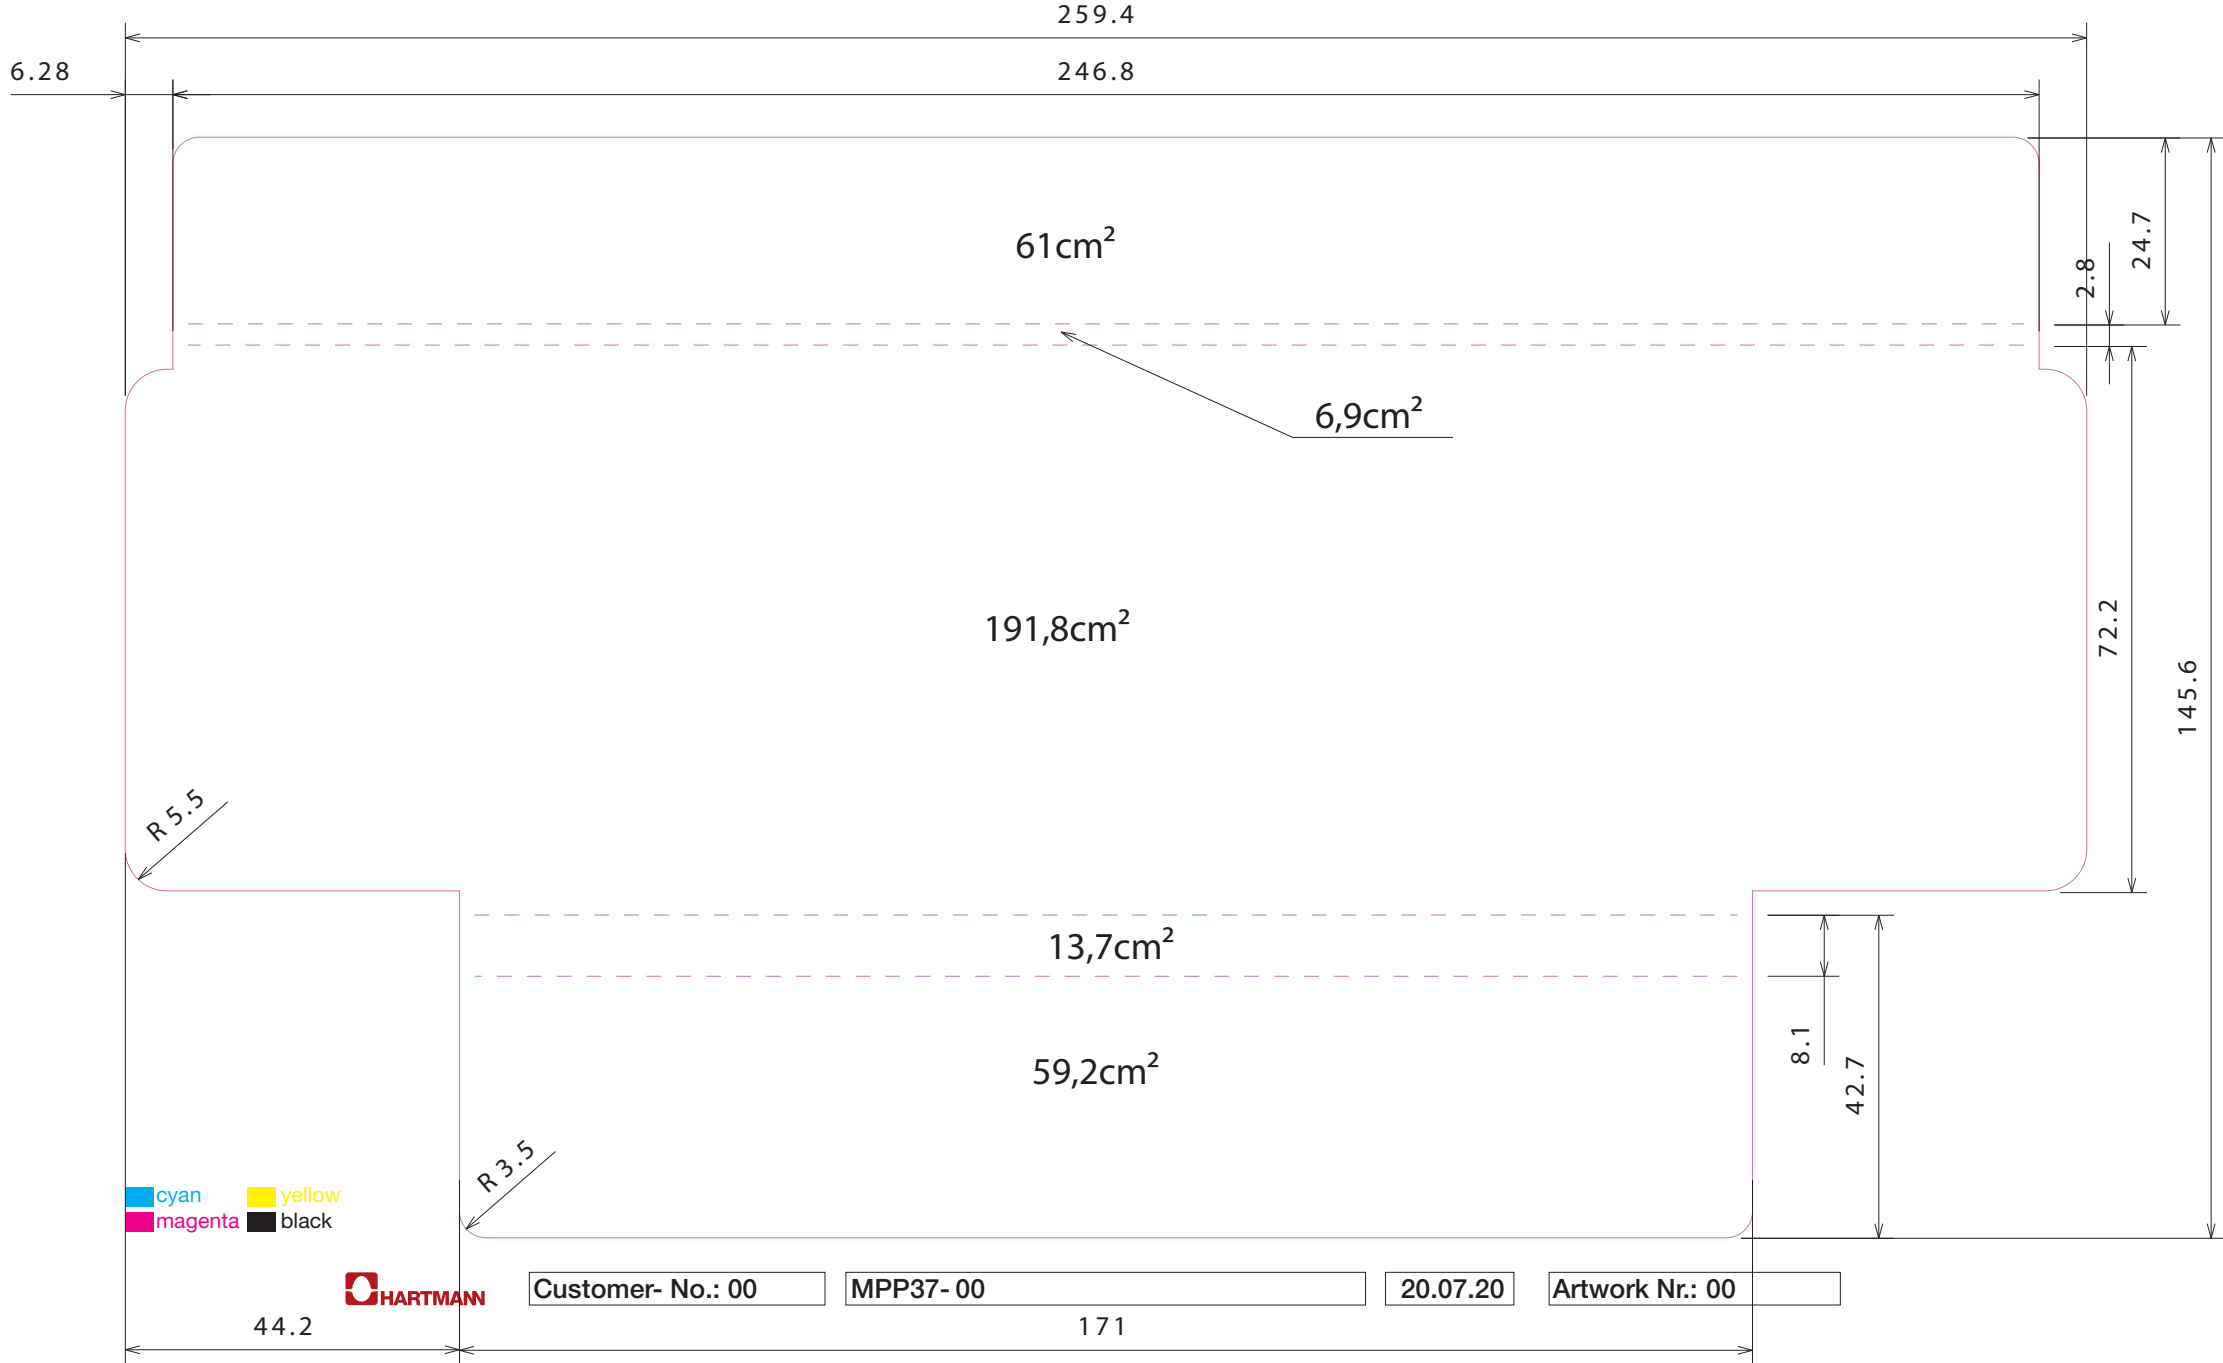 259.4
6.28
246.8
61cm²
24.7
2.8
6,9cm²
191,8cm²
72.2
145.6
R 5.5
13,7cm²
8.1
42.7
59,2cm²
R 3.5
cyan yellow
magenta black
HARTMANN Customer- No.: 00 MPP37- 00 20.07.20 Artwork Nr.: 00
44.2
171